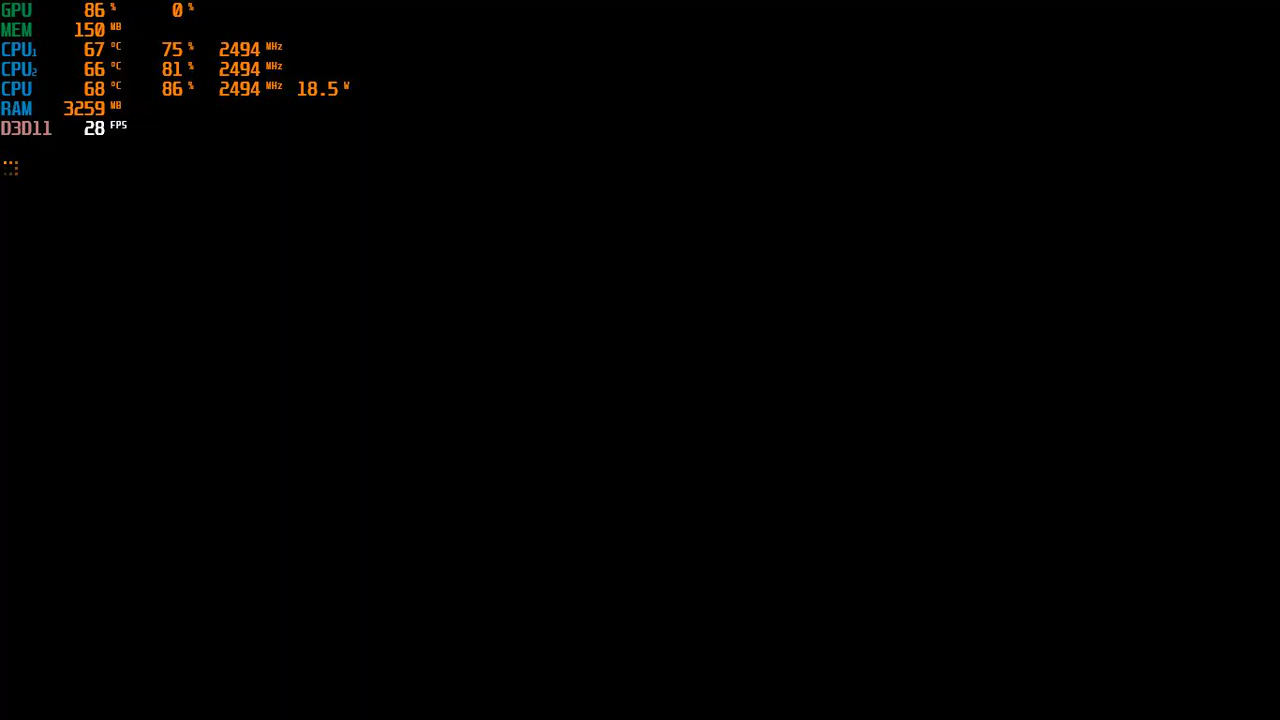 GPU 86 % 0 %
MEM 150 MB
CPU1 67 °C 75 % 2494 MHz
CPU2 66 °C 81 % 2494 MHz
CPU 68 °C 86 % 2494 MHz 18.5 W
RAM 3259 MB
D3D11 28 FPS